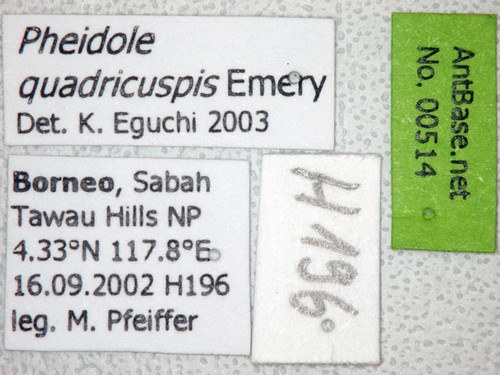 Pheidole
quadricuspis Emery
Det. K. Eguchi 2003
Borneo, Sabah
Tawau Hills NP
4.33°N 117.8°E
16.09.2002 H196
leg. M. Pfeiffer
H 196
AntBase.net
No. 00514